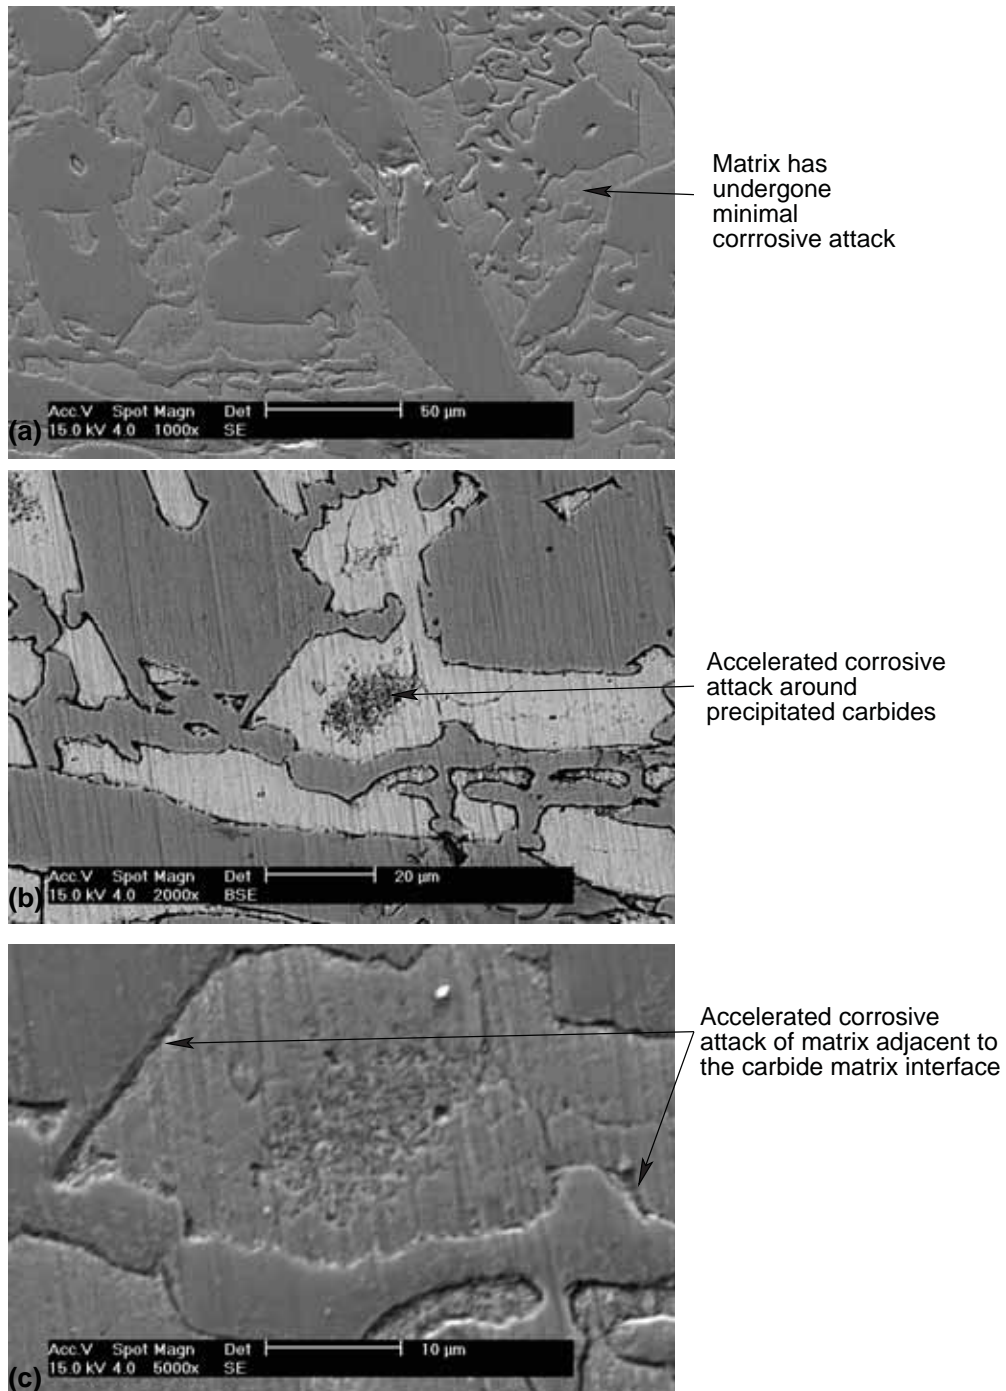 Matrix has
undergone
minimal
corrrosive attack
Acc.V Spot Magn Det 50 µm
15.0 kV 4.0 1000x SE
(a)
Accelerated corrosive
attack around
precipitated carbides
Acc.V Spot Magn Det 20 µm
15.0 kV 4.0 2000x BSE
(b)
Accelerated corrosive
attack of matrix adjacent to
the carbide matrix interface
Acc.V Spot Magn Det 10 µm
15.0 kV 4.0 5000x SE
(c)